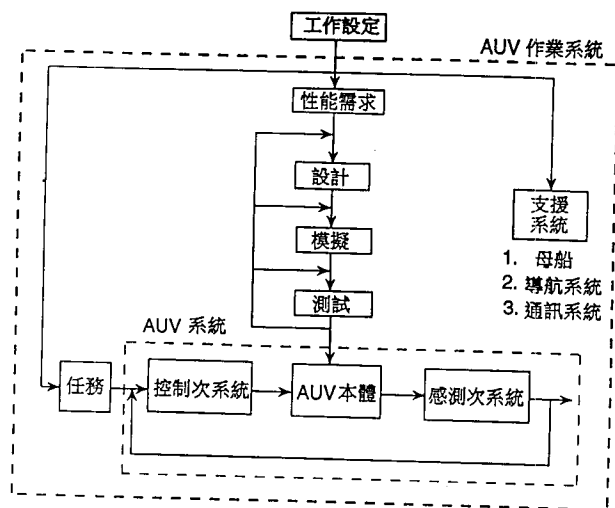 工作設定
AUV 作業系統
性能需求
設計
支援
系統
模擬
1. 母船
2. 導航系統
3. 通訊系統
測試
AUV 系統
任務
控制次系統
AUV本體
感測次系統